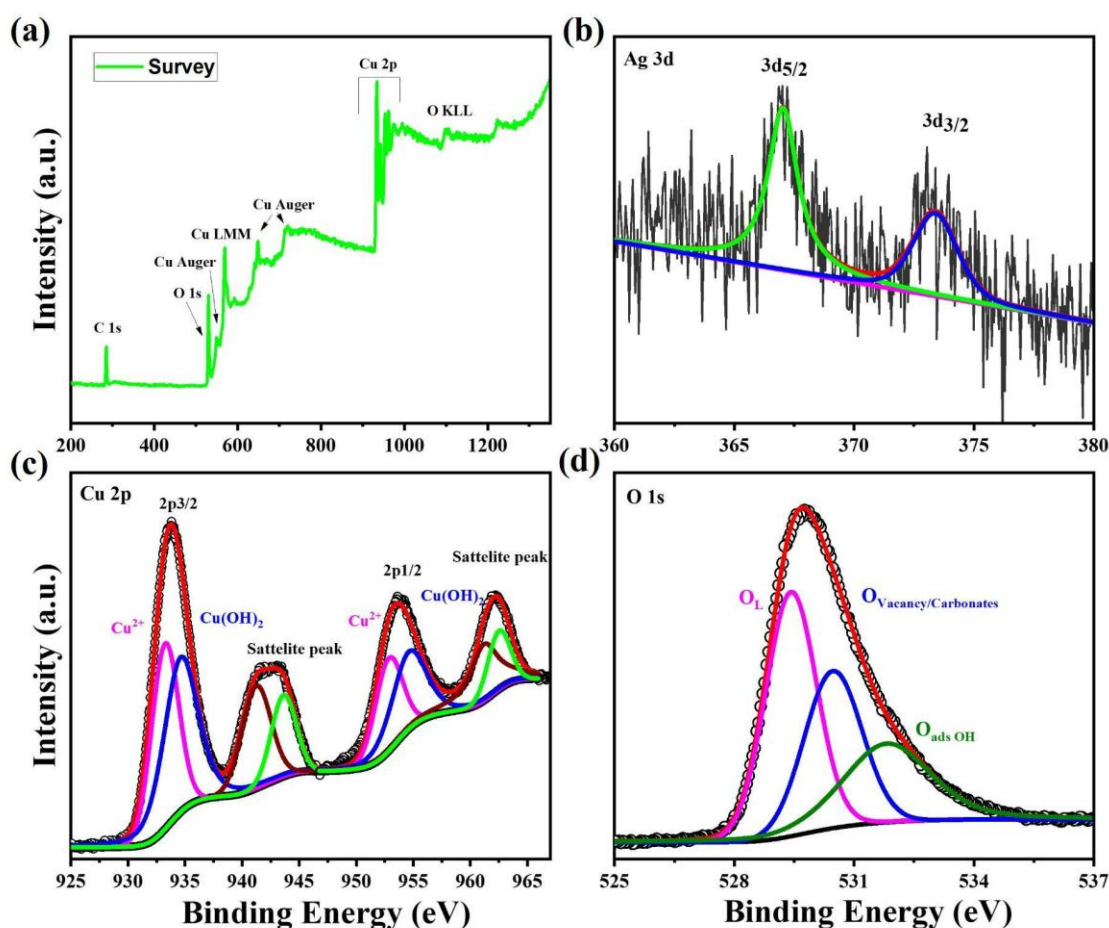 (a)
Survey
Cu 2p
O KLL
Cu Auger
Cu LMM
Cu Auger
O 1s
C 1s
Intensity (a.u.)
200 400 600 800 1000 1200
(b)
Ag 3d
3d5/2
3d3/2
Intensity (a.u.)
360 365 370 375 380
(c)
Cu 2p
2p3/2
Cu2+
Cu(OH)2
Sattelite peak
2p1/2
Cu2+
Cu(OH)2
Sattelite peak
Intensity (a.u.)
925 930 935 940 945 950 955 960 965
Binding Energy (eV)
(d)
O 1s
OL
OVacancy/Carbonates
Oads OH
525 528 531 534 537
Binding Energy (eV)